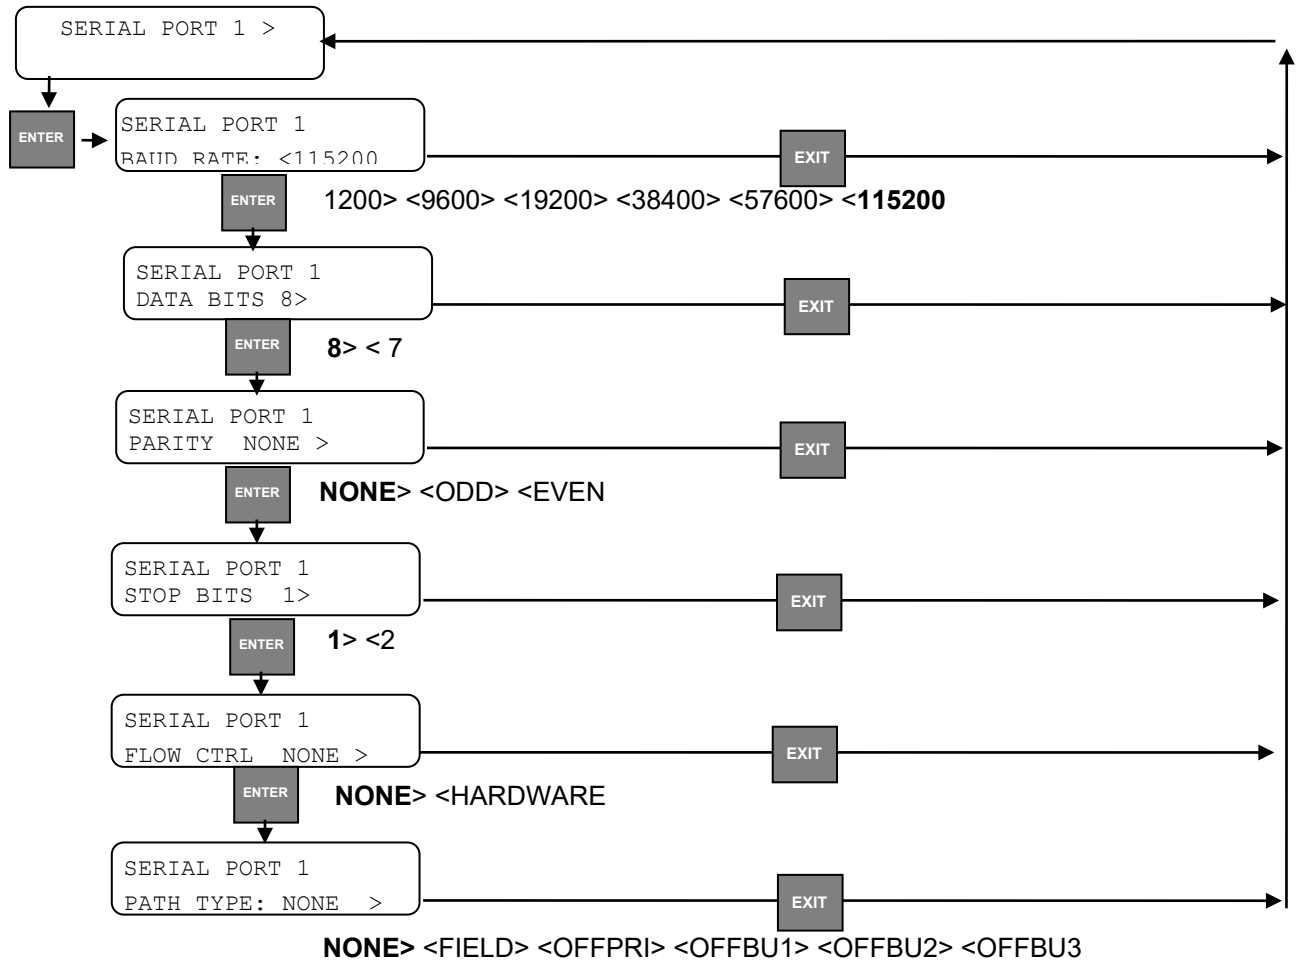 SERIAL PORT 1 >
ENTER
SERIAL PORT 1
BAUD RATE: <115200
EXIT
ENTER
1200> <9600> <19200> <38400> <57600> <115200
SERIAL PORT 1
DATA BITS 8>
EXIT
ENTER
8> < 7
SERIAL PORT 1
PARITY NONE >
EXIT
ENTER
NONE> <ODD> <EVEN
SERIAL PORT 1
STOP BITS 1>
EXIT
ENTER
1> <2
SERIAL PORT 1
FLOW CTRL NONE >
EXIT
ENTER
NONE> <HARDWARE
SERIAL PORT 1
PATH TYPE: NONE >
EXIT
NONE> <FIELD> <OFFPRI> <OFFBU1> <OFFBU2> <OFFBU3